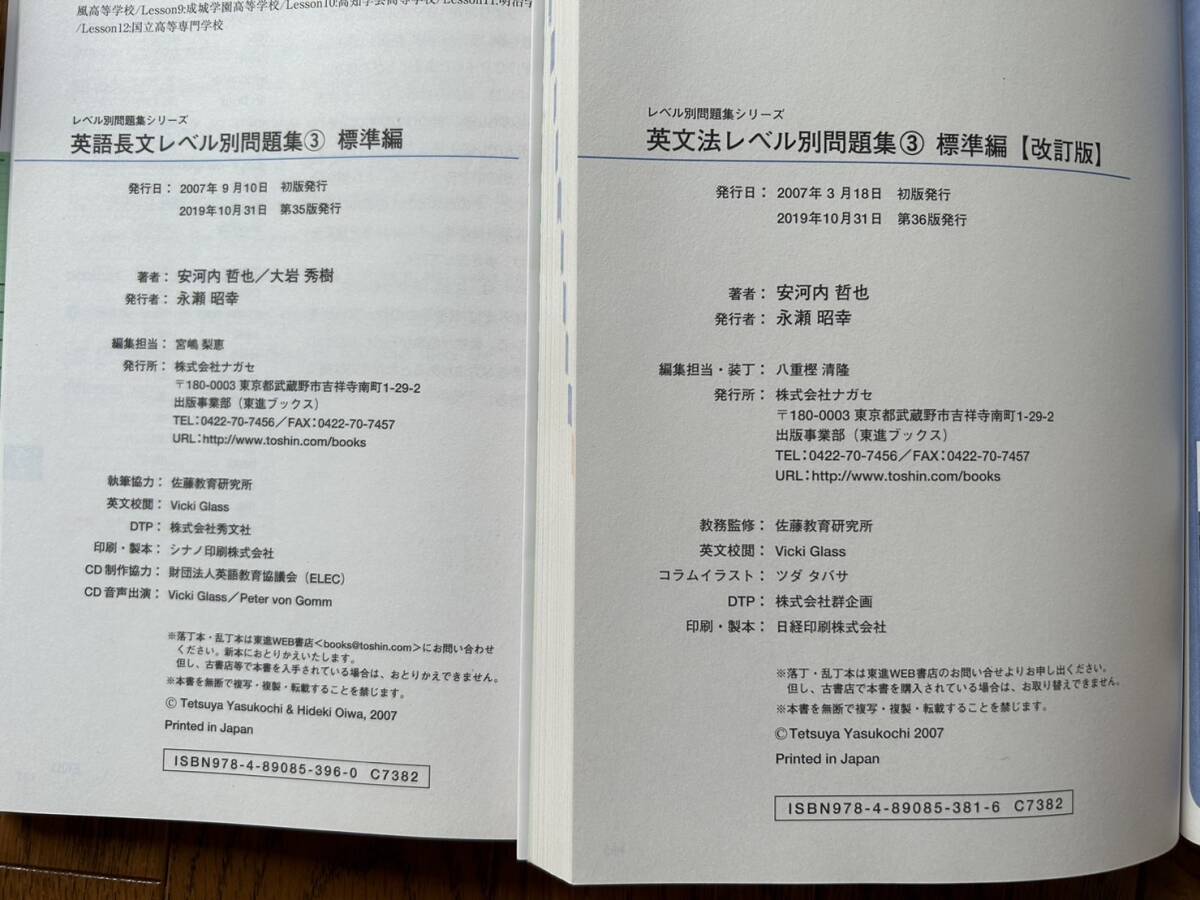 風高等学校/Lesson9:成城学園高等学校/Lesson10:高知学芸高等学校/Lesson11:明治学
/Lesson12:国立高等専門学校
レベル別問題集シリーズ
英語長文レベル別問題集③ 標準編
発行日：2007年 9月10日 初版発行
2019年10月31日 第35版発行
著者：安河内 哲也／大岩 秀樹
発行者：永瀬 昭幸
編集担当：宮嶋 梨恵
発行所：株式会社ナガセ
〒180-0003 東京都武蔵野市吉祥寺南町1-29-2
出版事業部（東進ブックス）
TEL：0422-70-7456／FAX：0422-70-7457
URL：http://www.toshin.com/books
執筆協力：佐藤教育研究所
英文校閲：Vicki Glass
DTP：株式会社秀文社
印刷・製本：シナノ印刷株式会社
CD制作協力：財団法人英語教育協議会（ELEC）
CD音声出演：Vicki Glass／Peter von Gomm
※落丁本・乱丁本は東進WEB書店<books@toshin.com>にお問い合わせ
ください。新本におとりかえいたします。
但し、古書店等で本書を入手されている場合は、おとりかえできません。
※本書を無断で複写・複製・転載することを禁じます。
© Tetsuya Yasukochi & Hideki Oiwa, 2007
Printed in Japan
ISBN978-4-89085-396-0 C7382
レベル別問題集シリーズ
英文法レベル別問題集③ 標準編【改訂版】
発行日：2007年 3月18日 初版発行
2019年10月31日 第36版発行
著者：安河内 哲也
発行者：永瀬 昭幸
編集担当・装丁：八重樫 清隆
発行所：株式会社ナガセ
〒180-0003 東京都武蔵野市吉祥寺南町1-29-2
出版事業部（東進ブックス）
TEL：0422-70-7456／FAX：0422-70-7457
URL：http://www.toshin.com/books
教務監修：佐藤教育研究所
英文校閲：Vicki Glass
コラムイラスト：ツダ タバサ
DTP：株式会社群企画
印刷・製本：日経印刷株式会社
※落丁・乱丁本は東進WEB書店のお問い合せよりお申し出ください。
但し、古書店で本書を購入されている場合は、お取り替えできません。
※本書を無断で複写・複製・転載することを禁じます。
©Tetsuya Yasukochi 2007
Printed in Japan
ISBN978-4-89085-381-6 C7382